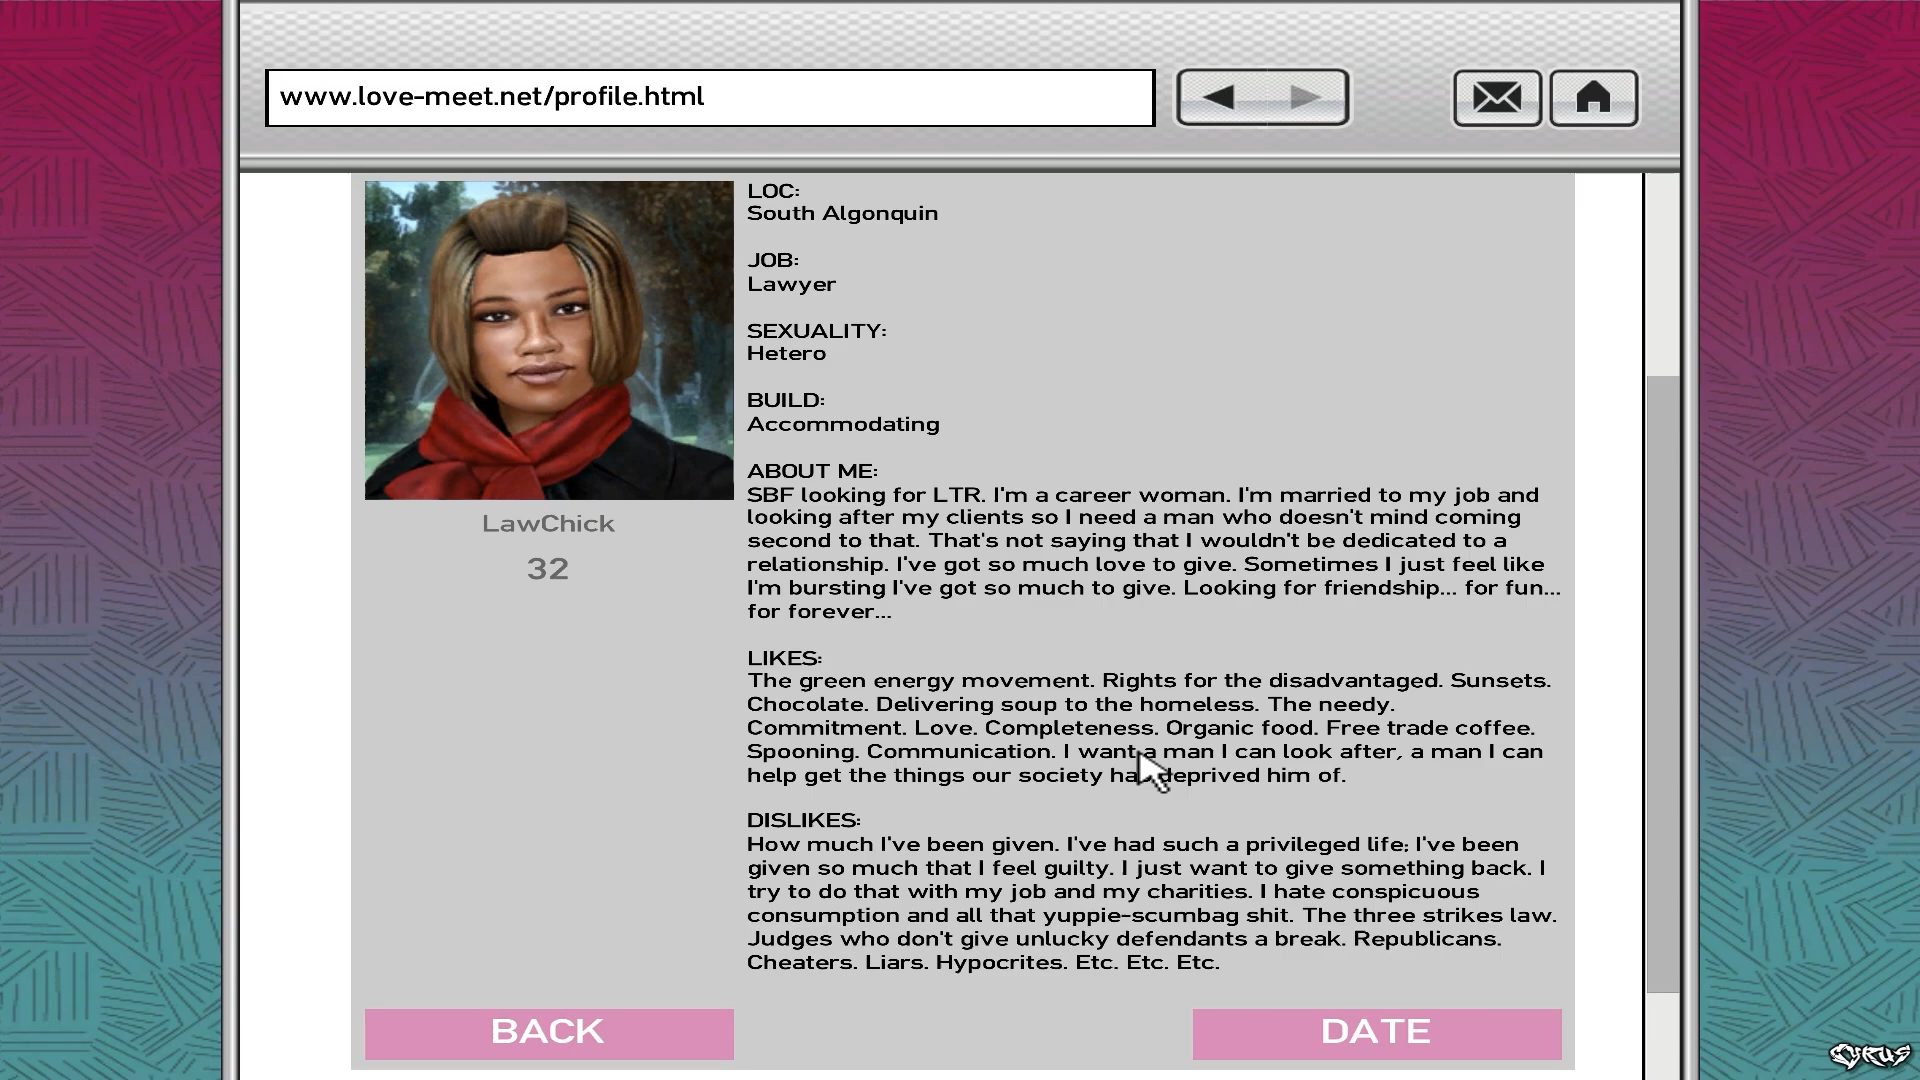 www.love-meet.net/profile.html
LOC:
South Algonquin
JOB:
Lawyer
SEXUALITY:
Hetero
BUILD:
Accommodating
ABOUT ME:
SBF looking for LTR. I'm a career woman. I'm married to my job and
looking after my clients so I need a man who doesn't mind coming
second to that. That's not saying that I wouldn't be dedicated to a
relationship. I've got so much love to give. Sometimes I just feel like
I'm bursting I've got so much to give. Looking for friendship... for fun...
for forever...
LIKES:
The green energy movement. Rights for the disadvantaged. Sunsets.
Chocolate. Delivering soup to the homeless. The needy.
Commitment. Love. Completeness. Organic food. Free trade coffee.
Spooning. Communication. I want a man I can look after, a man I can
help get the things our society has deprived him of.
DISLIKES:
How much I've been given. I've had such a privileged life; I've been
given so much that I feel guilty. I just want to give something back. I
try to do that with my job and my charities. I hate conspicuous
consumption and all that yuppie-scumbag shit. The three strikes law.
Judges who don't give unlucky defendants a break. Republicans.
Cheaters. Liars. Hypocrites. Etc. Etc. Etc.
LawChick
32
BACK
DATE
CYRUS